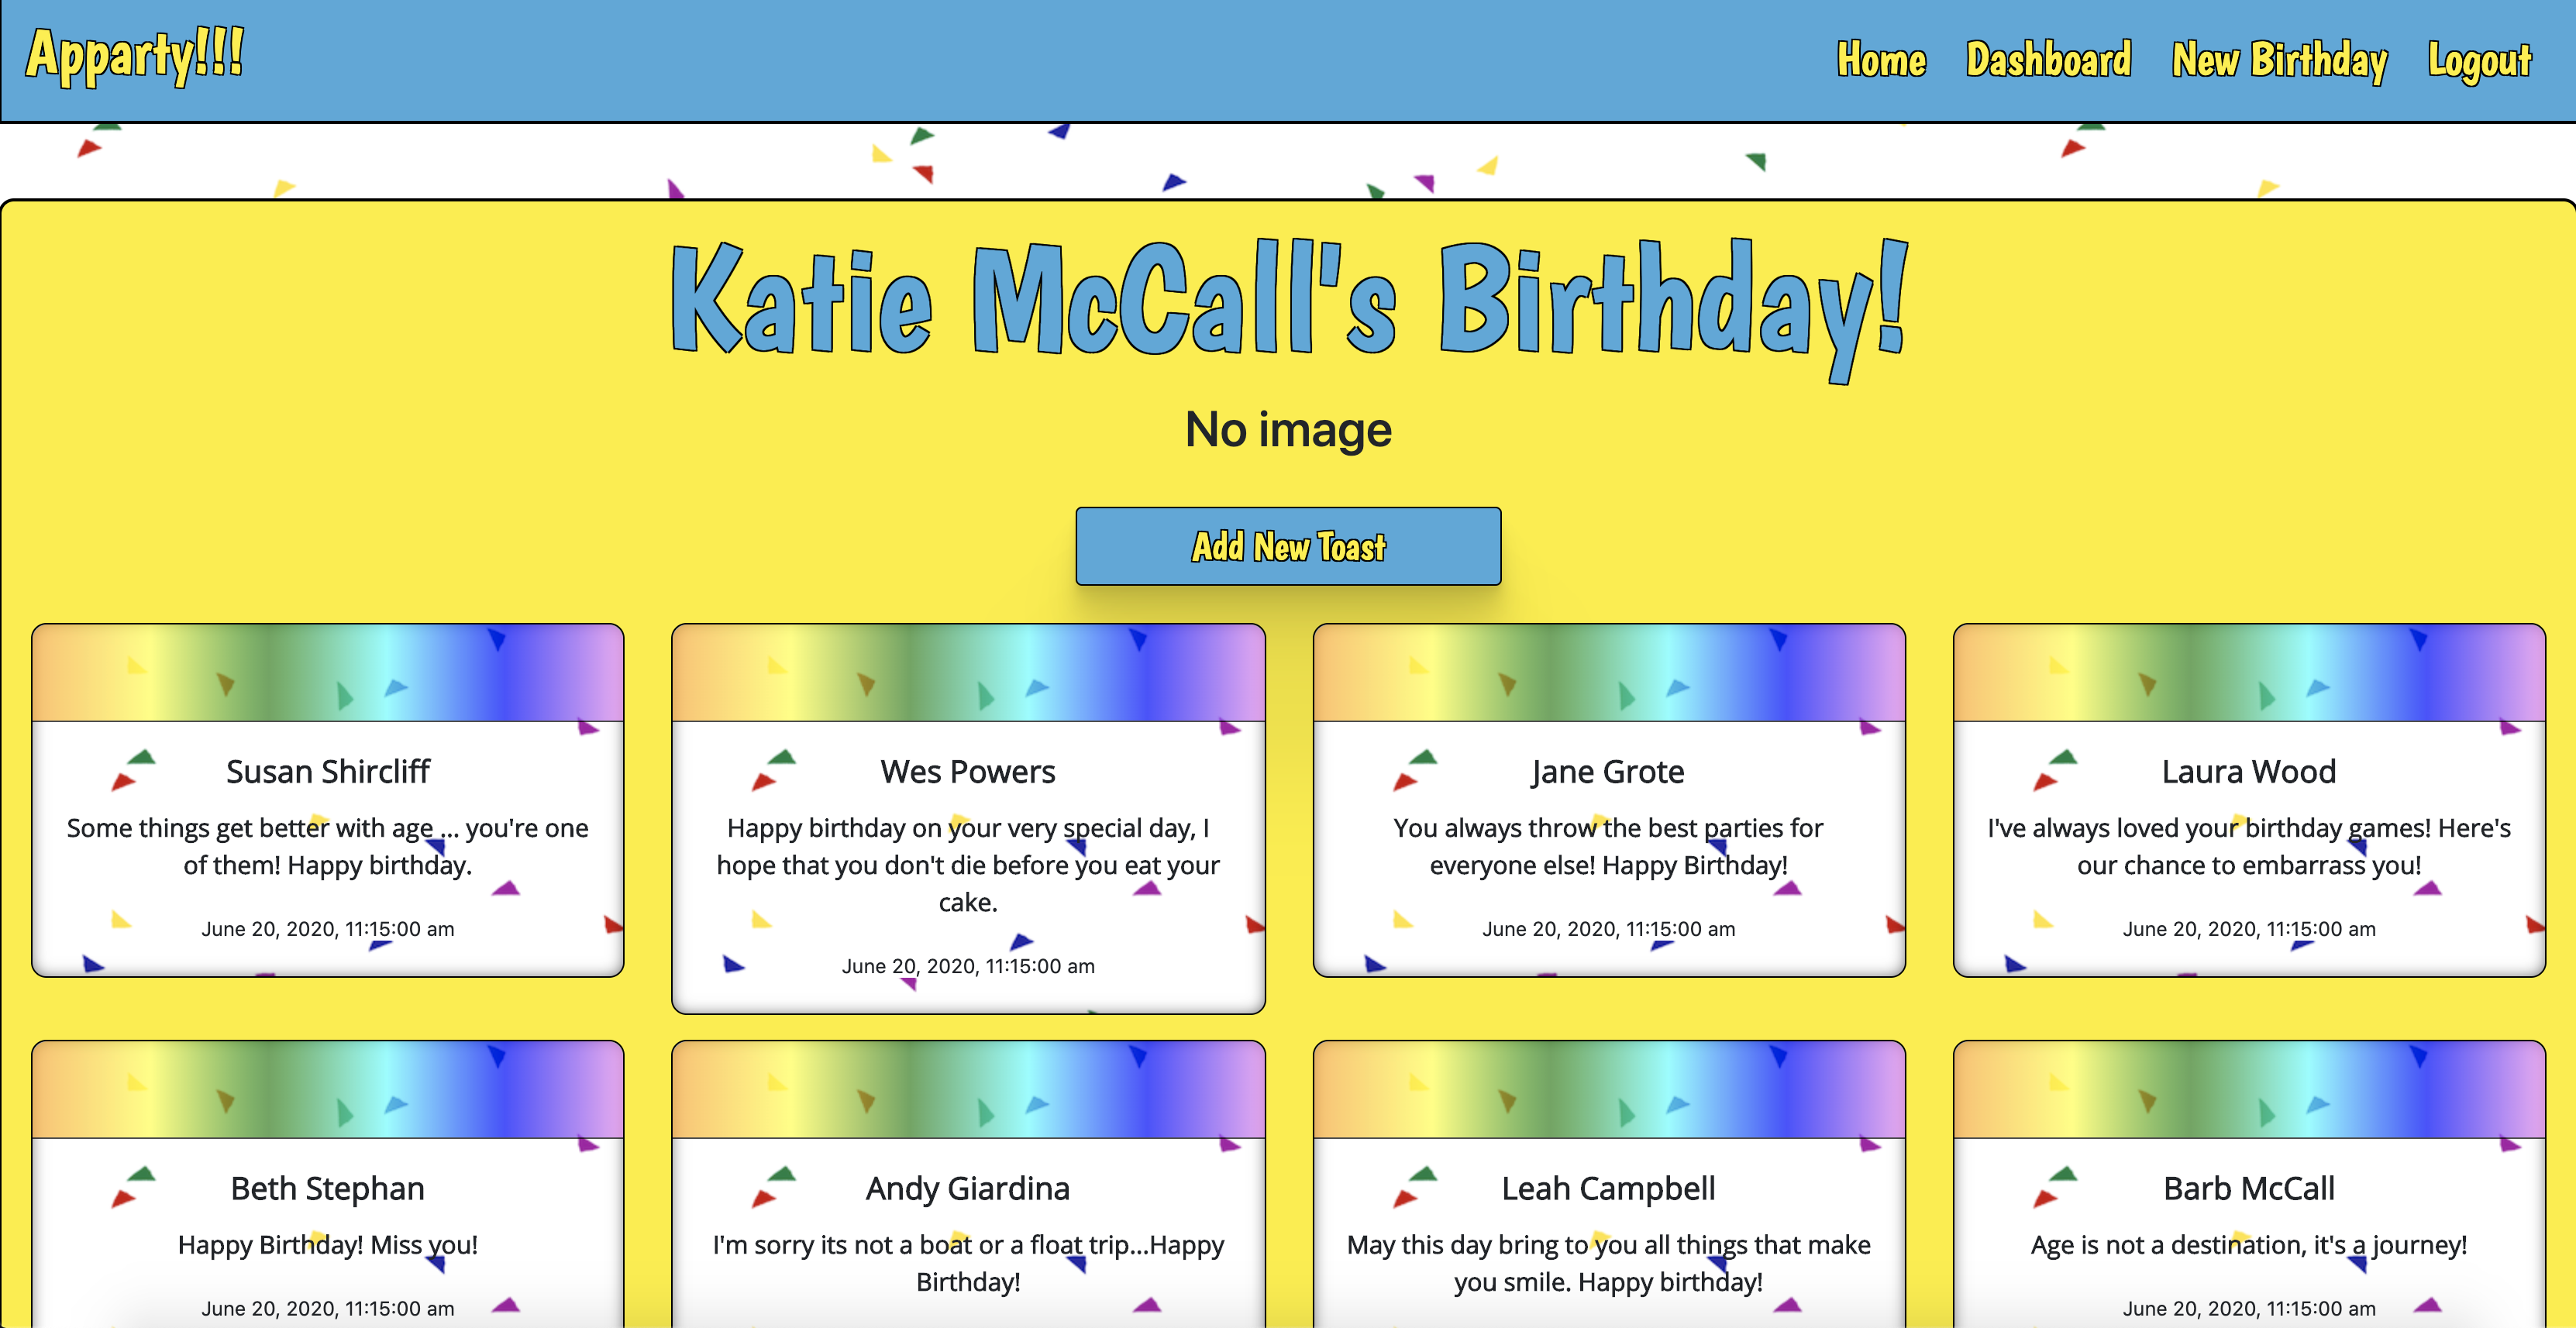 Apparty!!!
Home Dashboard New Birthday Logout
Katie McCall's Birthday!
No image
Add New Toast
Susan Shircliff
Some things get better with age ... you're one
of them! Happy birthday.
June 20, 2020, 11:15:00 am
Wes Powers
Happy birthday on your very special day, I
hope that you don't die before you eat your
cake.
June 20, 2020, 11:15:00 am
Jane Grote
You always throw the best parties for
everyone else! Happy Birthday!
June 20, 2020, 11:15:00 am
Laura Wood
I've always loved your birthday games! Here's
our chance to embarrass you!
June 20, 2020, 11:15:00 am
Beth Stephan
Happy Birthday! Miss you!
June 20, 2020, 11:15:00 am
Andy Giardina
I'm sorry its not a boat or a float trip...Happy
Birthday!
Leah Campbell
May this day bring to you all things that make
you smile. Happy birthday!
Barb McCall
Age is not a destination, it's a journey!
June 20, 2020, 11:15:00 am